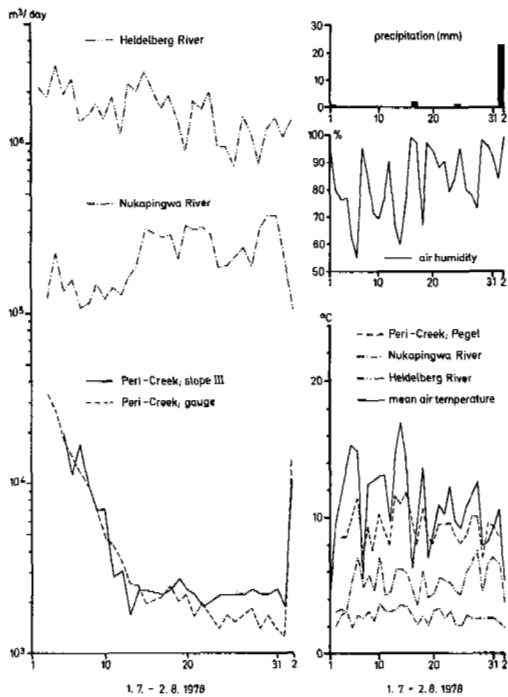 m³/day
Heidelberg River
10⁶
Nukapingwa River
10⁵
Peri-Creek; slope III
Peri-Creek; gauge
10⁴
10³
1 10 20 31 2
1.7. - 2.8.1978
precipitation (mm)
30
20
10
0
1 10 20 31 2
%
100
90
80
70
60
50
air humidity
1 10 20 31 2
°C
Peri-Creek; Pegel
Nukapingwa River
Heidelberg River
mean air temperature
20
10
0
1 10 20 31 2
1.7. - 2.8.1978